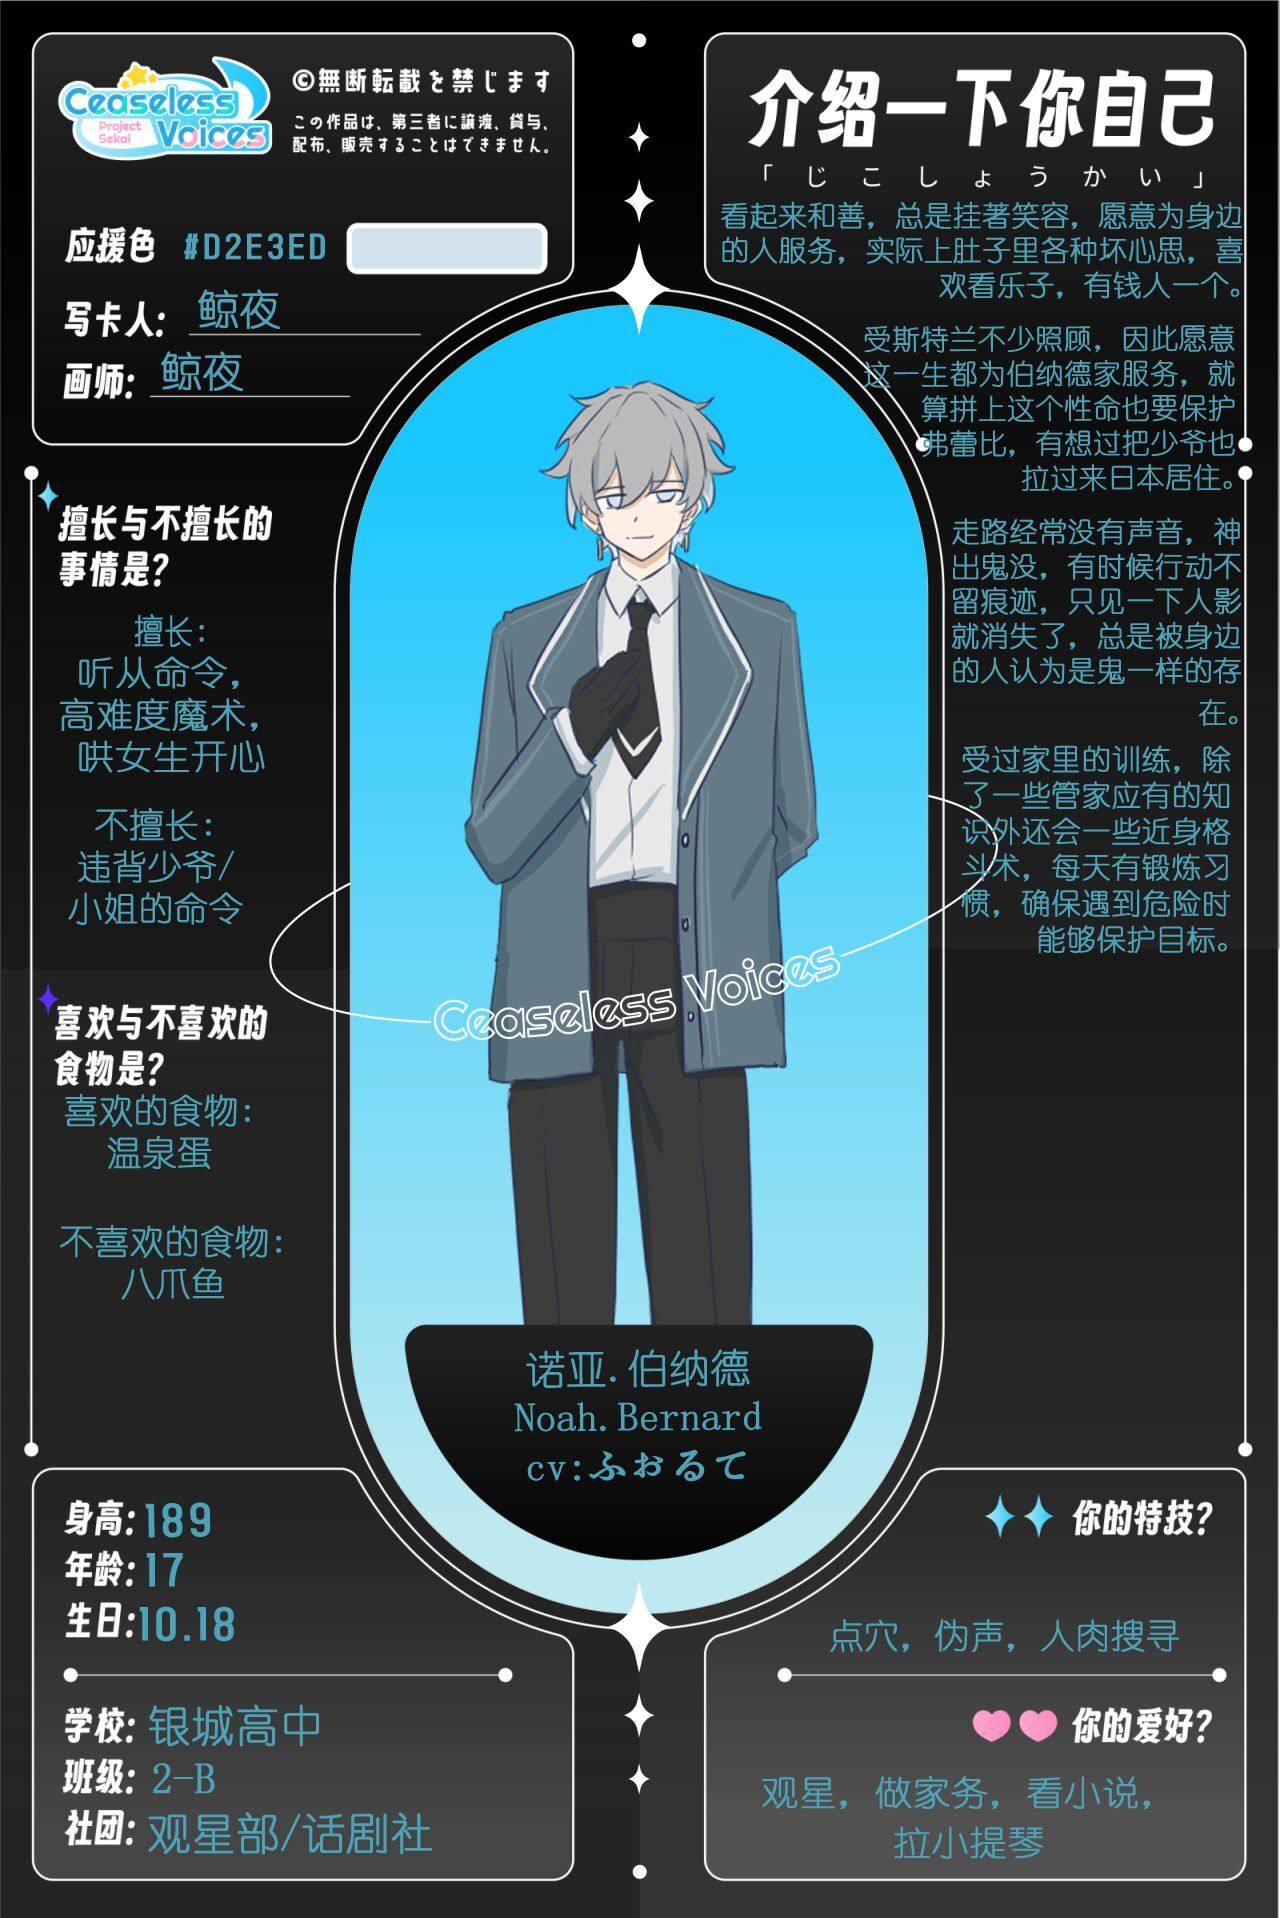 Ceaseless
Voices
Project
Sekai
©無断転載を禁じます
この作品は、第三者に譲渡、貸与、
配布、販売することはできません。
应援色 #D2E3ED
写卡人: 鲸夜
画师: 鲸夜
介绍一下你自己
「じこしょうかい」
看起来和善，总是挂著笑容，愿意为身边
的人服务，实际上肚子里各种坏心思，喜
欢看乐子，有钱人一个。
受斯特兰不少照顾，因此愿意
这一生都为伯纳德家服务，就
算拼上这个性命也要保护
弗蕾比，有想过把少爷也
拉过来日本居住。
走路经常没有声音，神
出鬼没，有时候行动不
留痕迹，只见一下人影
就消失了，总是被身边
的人认为是鬼一样的存
在。
受过家里的训练，除
了一些管家应有的知
识外还会一些近身格
斗术，每天有锻炼习
惯，确保遇到危险时
能够保护目标。
擅长与不擅长的
事情是?
擅长:
听从命令，
高难度魔术，
哄女生开心
不擅长:
违背少爷/
小姐的命令
喜欢与不喜欢的
食物是?
喜欢的食物:
温泉蛋
不喜欢的食物:
八爪鱼
Ceaseless Voices
诺亚.伯纳德
Noah.Bernard
cv:ふぉるて
身高:189
年龄:17
生日:10.18
学校: 银城高中
班级: 2-B
社团: 观星部/话剧社
你的特技?
点穴，伪声，人肉搜寻
你的爱好?
观星，做家务，看小说，
拉小提琴